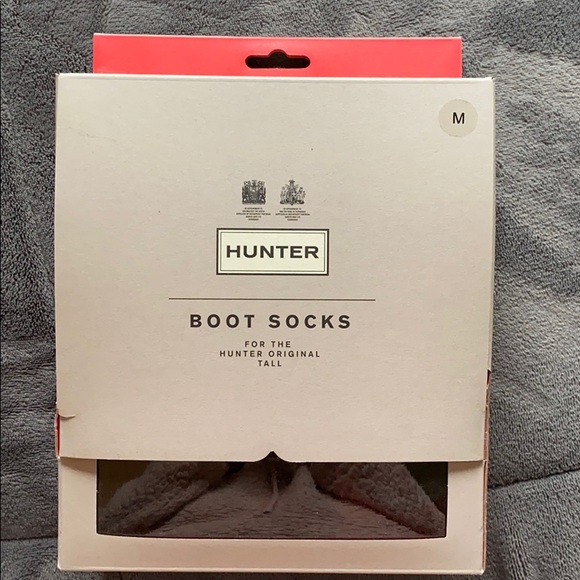 M
HUNTER
BOOT SOCKS
FOR THE
HUNTER ORIGINAL
TALL